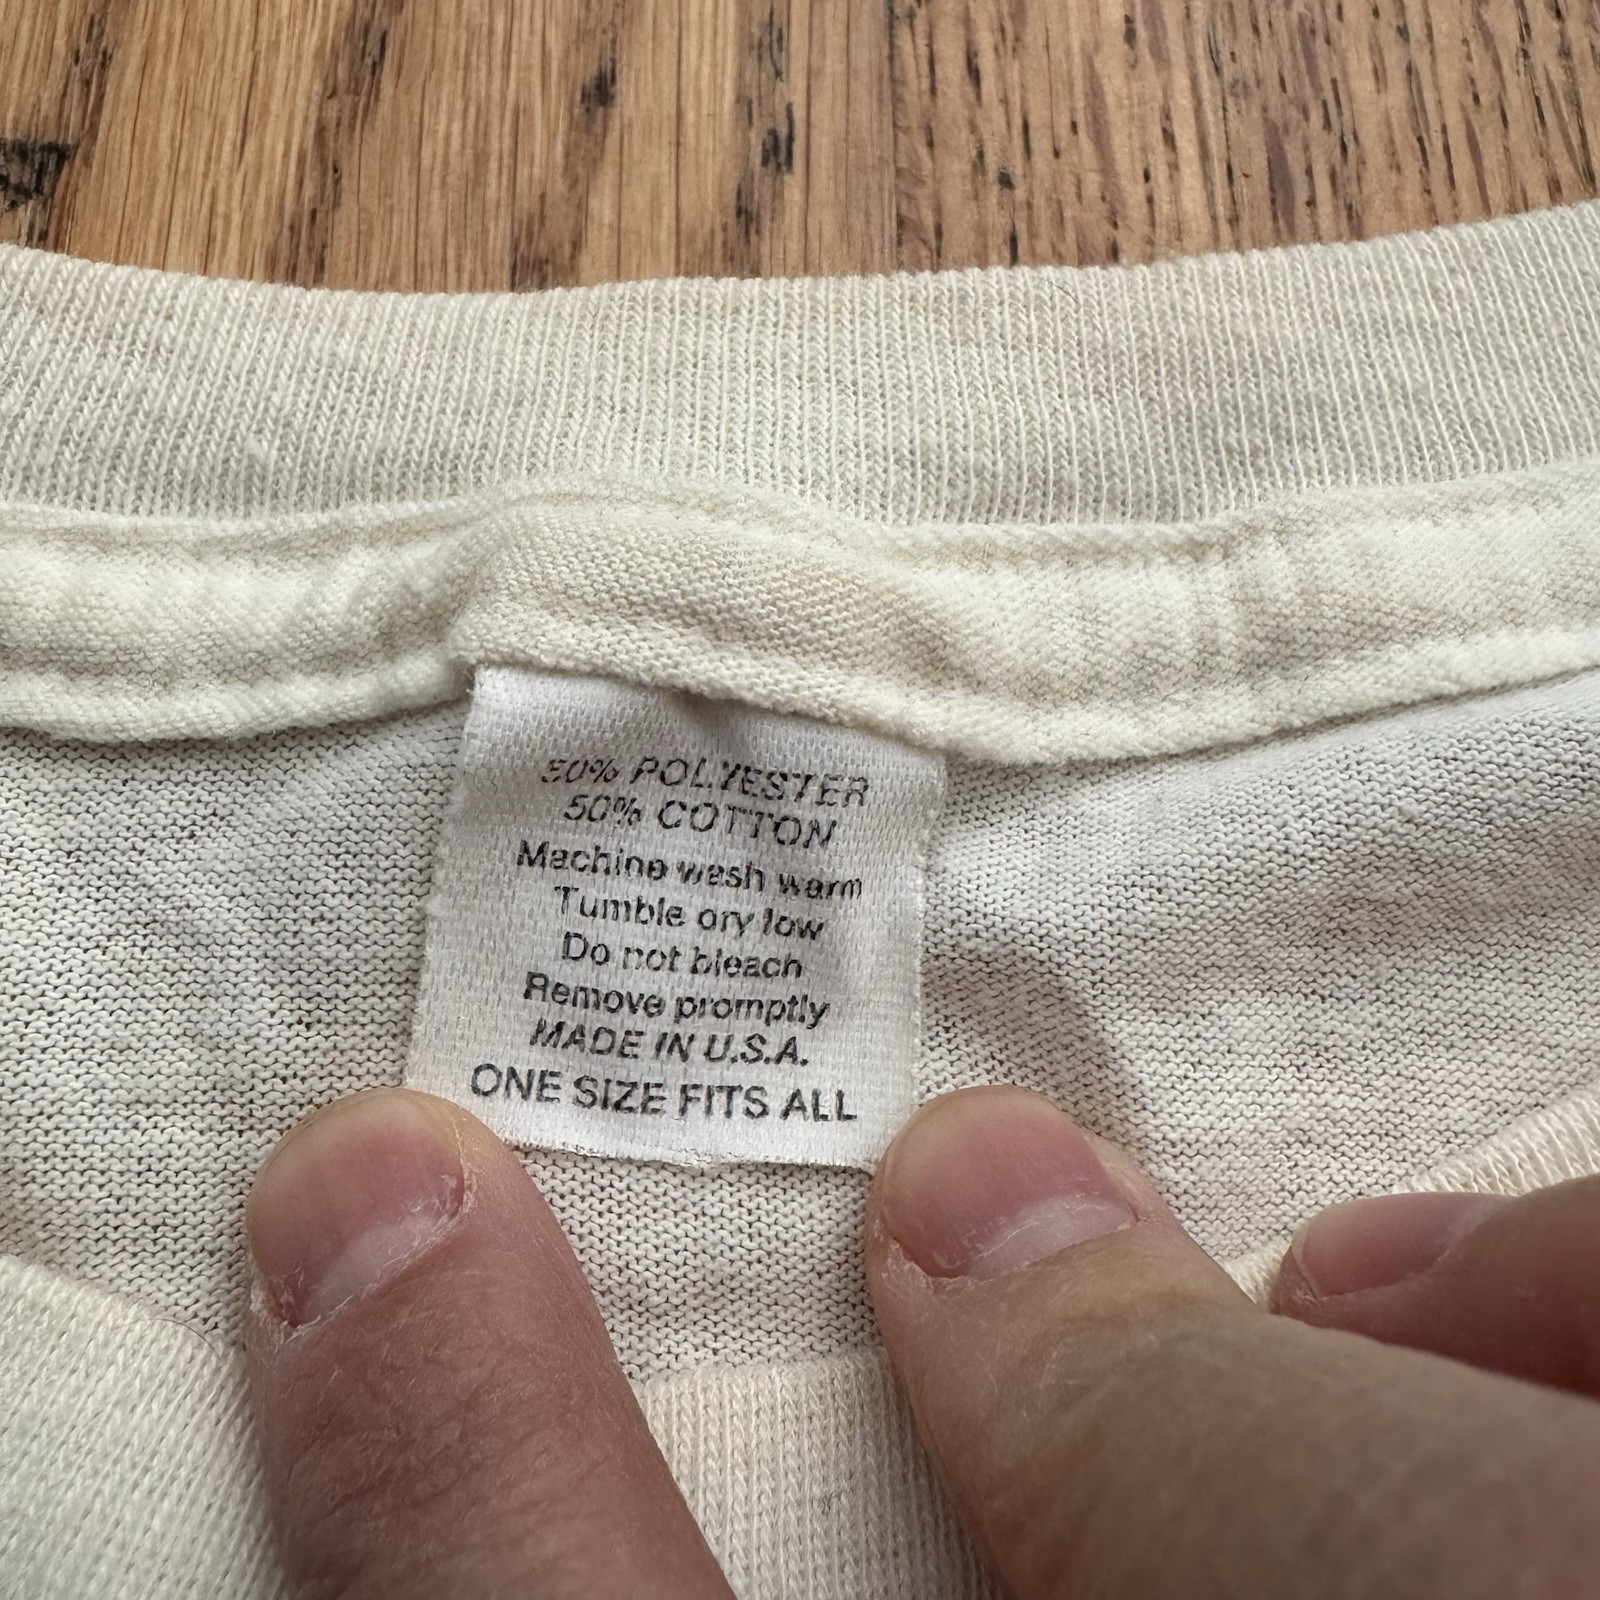 50% POLYESTER
50% COTTON
Machine wash warm
Tumble dry low
Do not bleach
Remove promptly
MADE IN U.S.A.
ONE SIZE FITS ALL